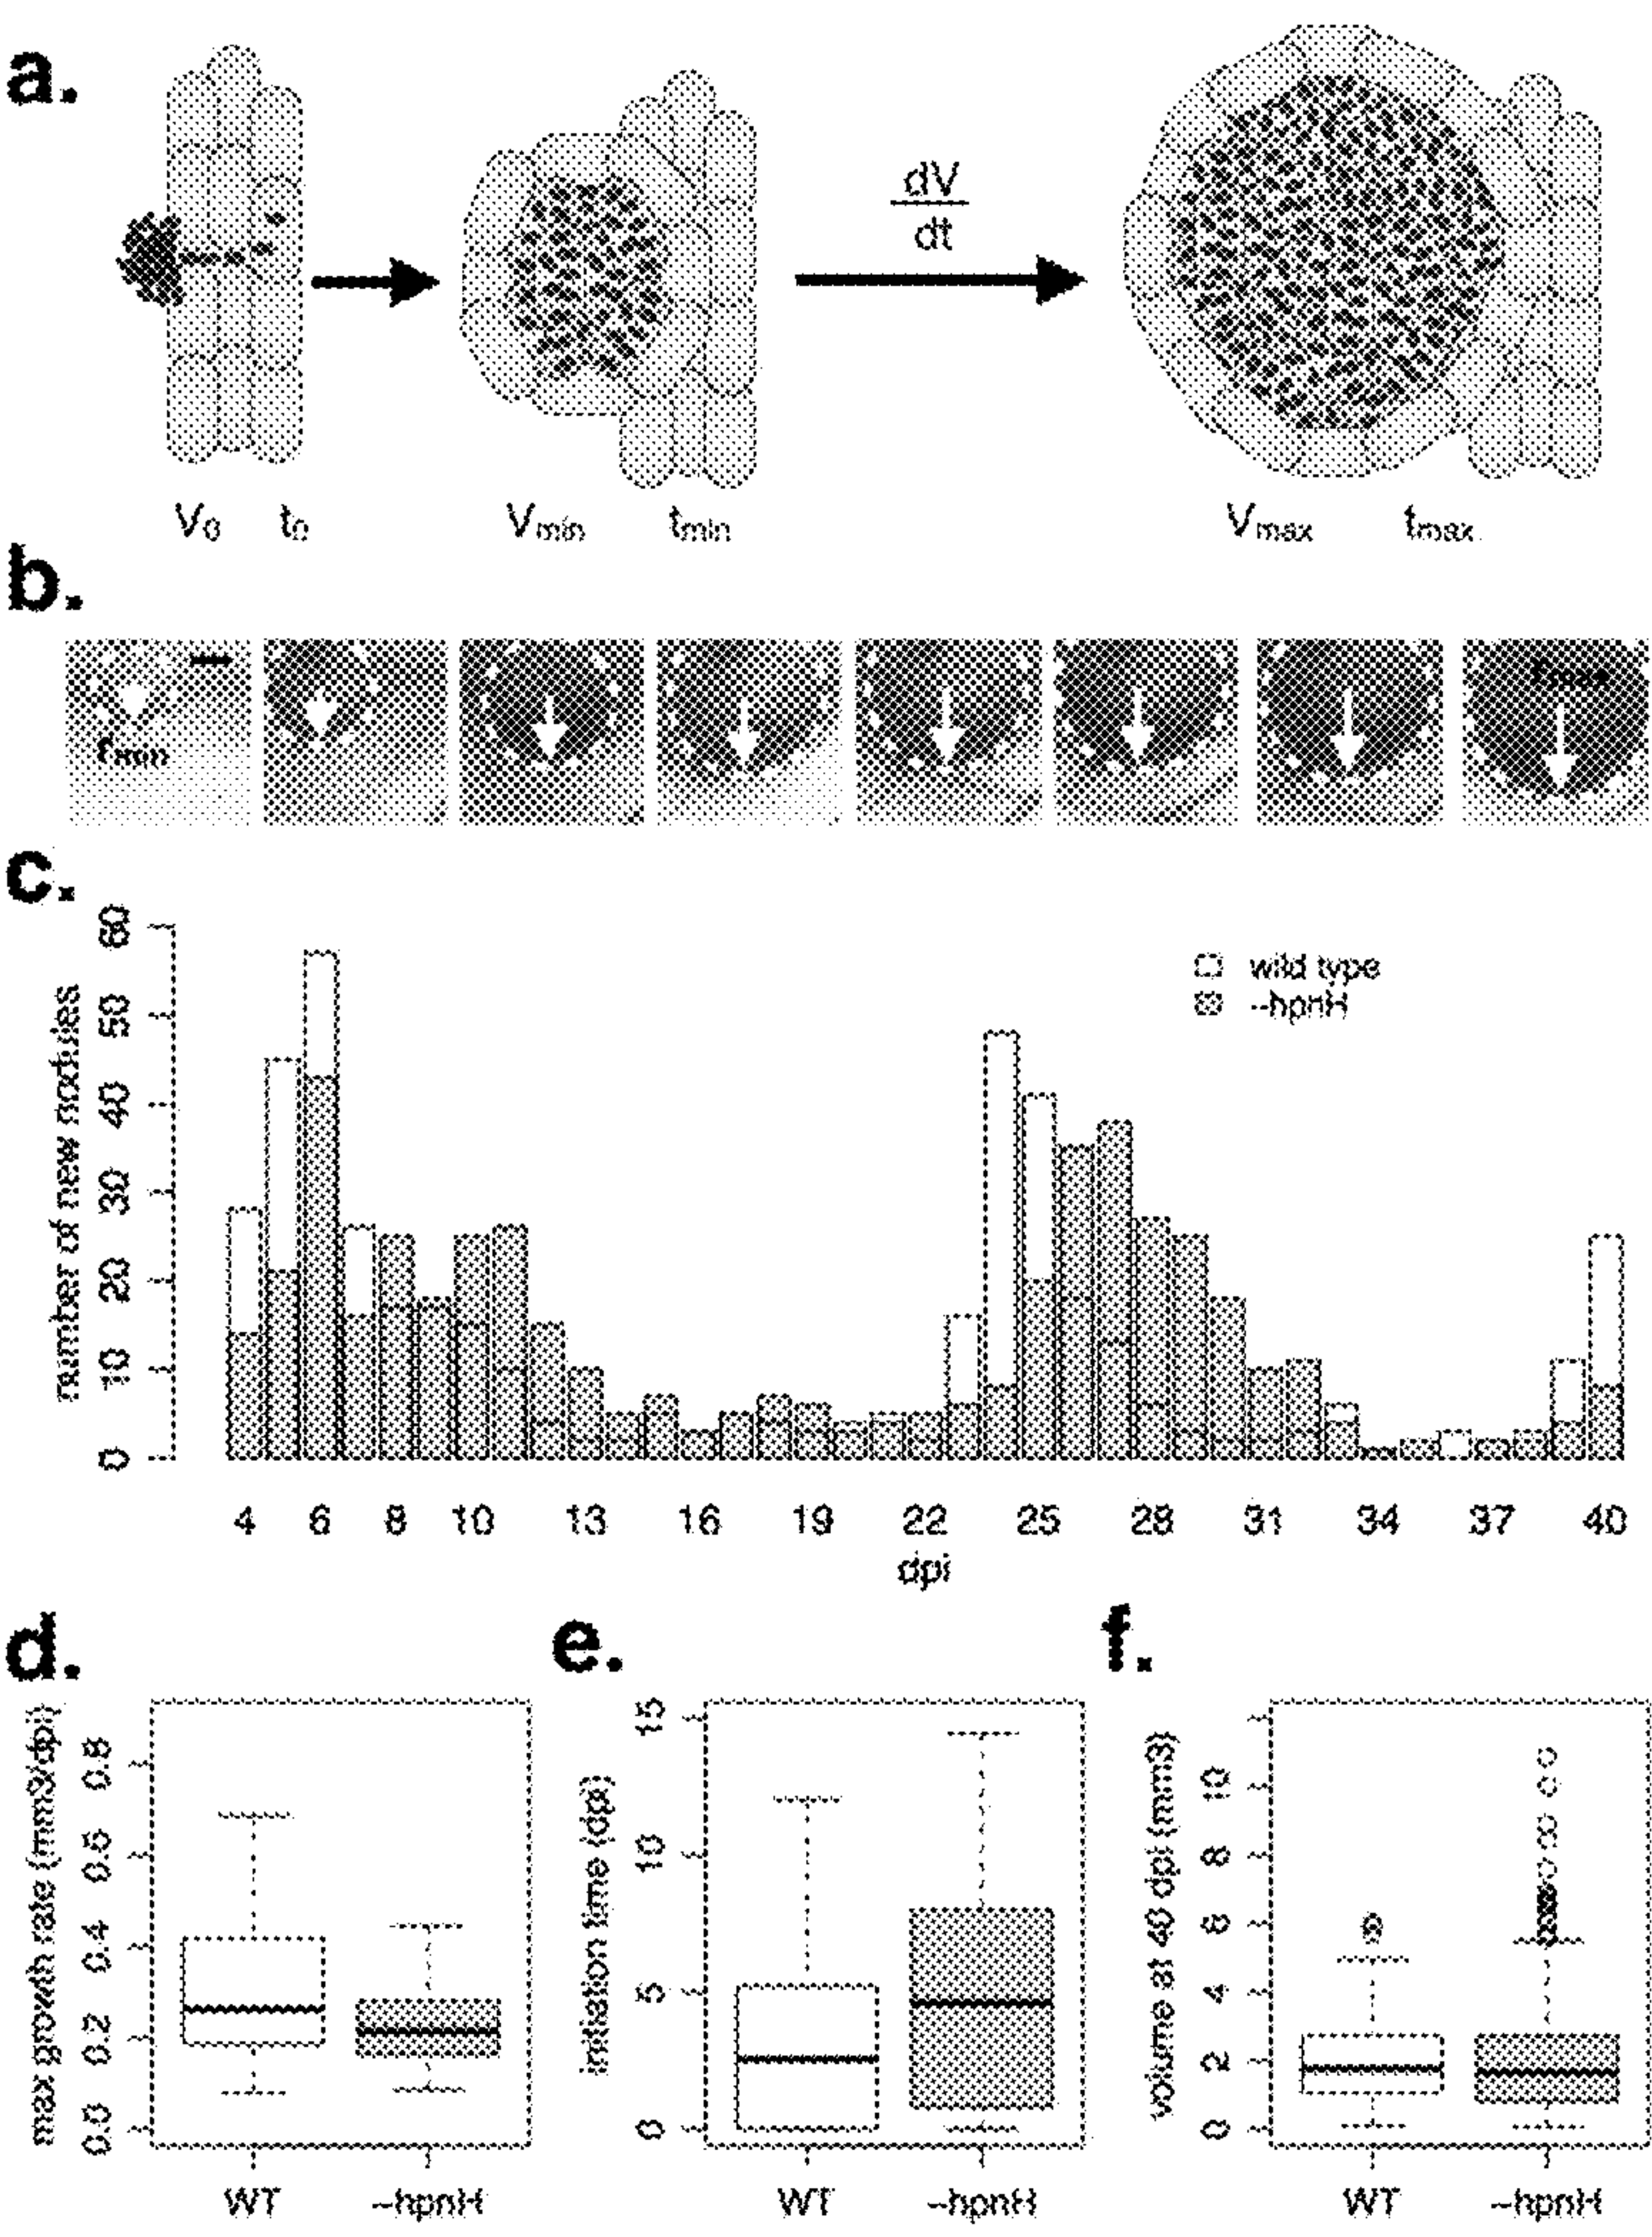 a.
dV
dt
V0 t0 Vmin tmin Vmax tmax
b.
rmin
rmax
c.
number of new nodules
60
50
40
30
20
10
0
wild type
-hpnH
4 6 8 10 13 16 19 22 25 28 31 34 37 40
dpi
d.
max growth rate (mm3/dpi)
0.8
0.6
0.4
0.2
0.0
WT -hpnH
e.
initiation time (dpi)
15
10
5
0
WT -hpnH
f.
volume at 40 dpi (mm3)
10
8
6
4
2
0
WT -hpnH